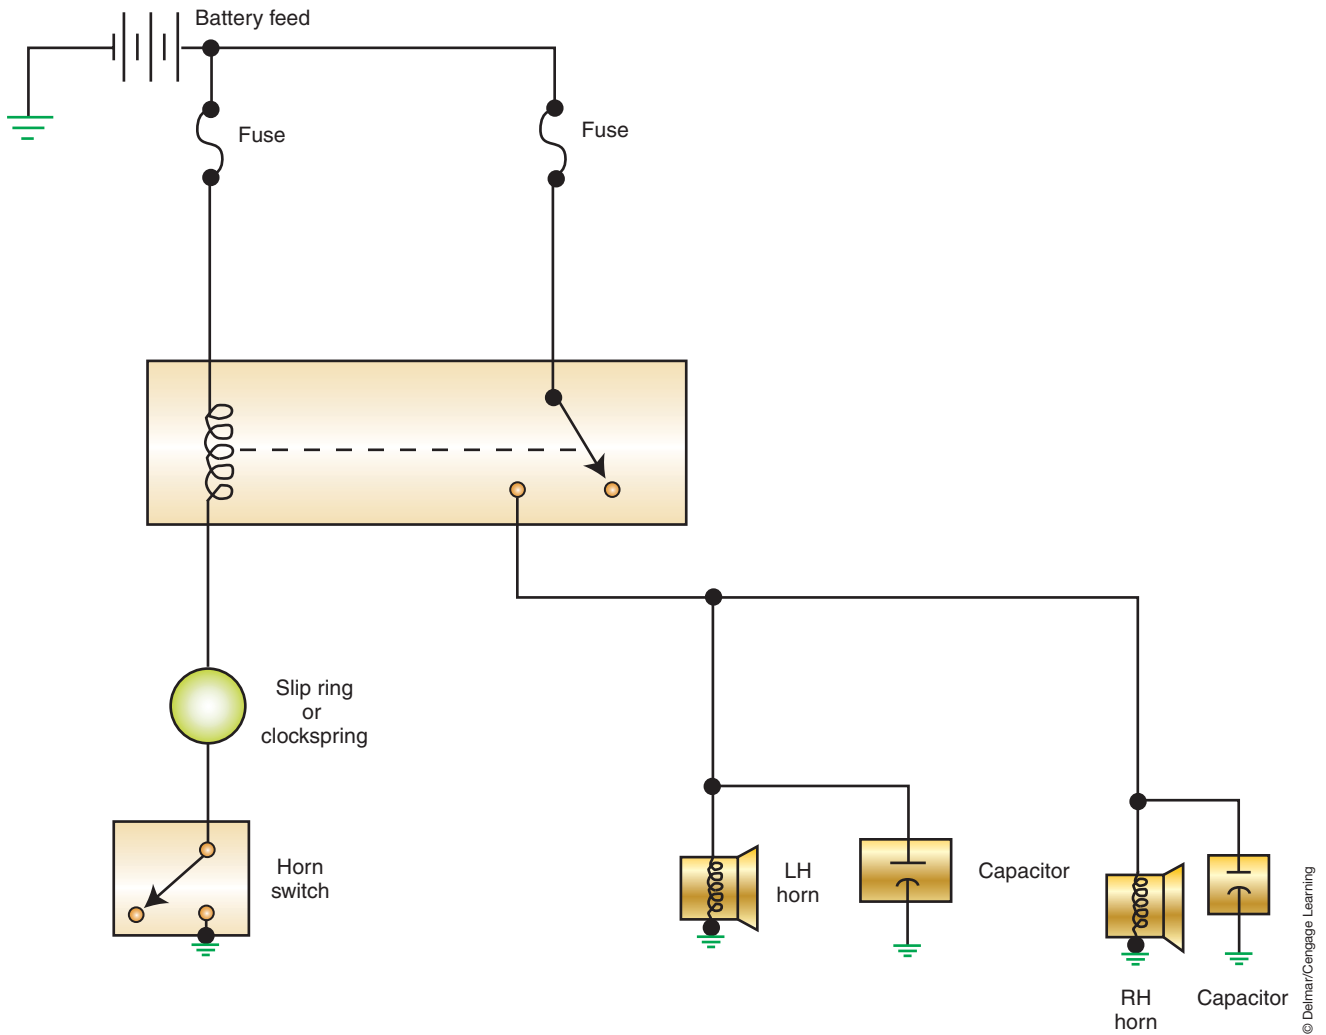 Battery feed
Fuse
Fuse
Slip ring
or
clockspring
Horn
switch
LH
horn
Capacitor
RH
horn
Capacitor
© Delmar/Cengage Learning